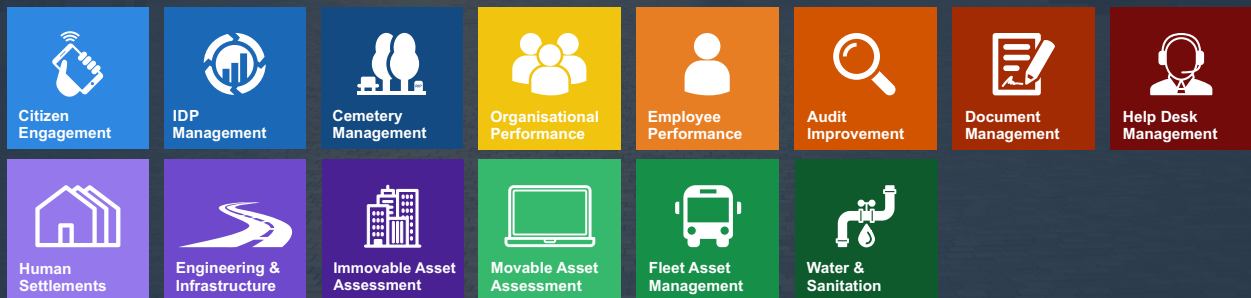 Citizen
Engagement
IDP
Management
Cemetery
Management
Organisational
Performance
Employee
Performance
Audit
Improvement
Document
Management
Help Desk
Management
Human
Settlements
Engineering &
Infrastructure
Immovable Asset
Assessment
Movable Asset
Assessment
Fleet Asset
Management
Water &
Sanitation